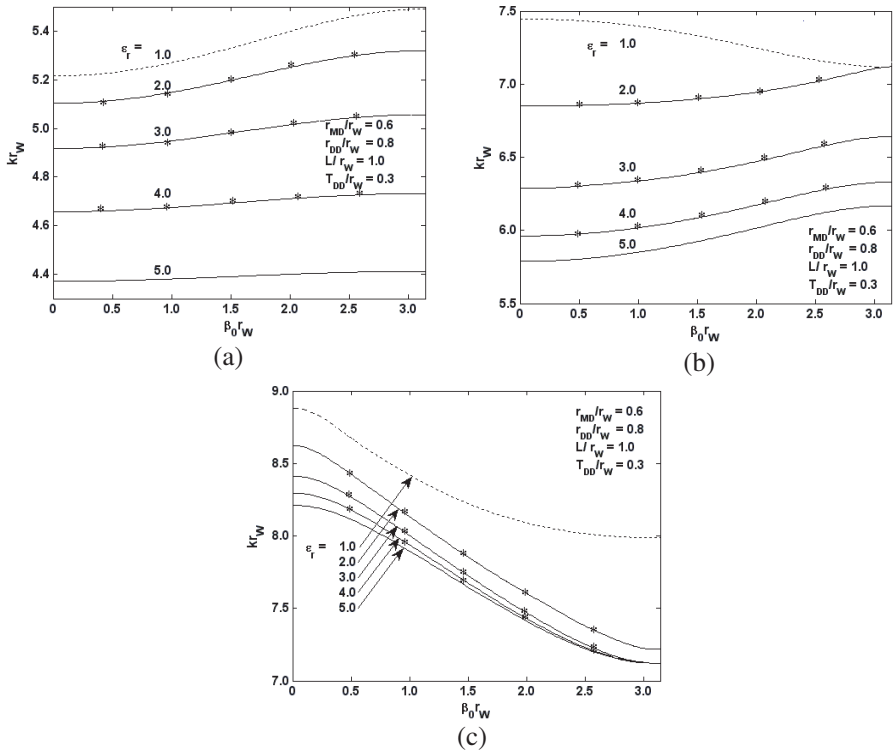 5.4
5.2
5.0
4.8
4.6
4.4
kr_W
0
0.5
1.0
1.5
2.0
2.5
3.0
β₀r_W
ε_r =
1.0
2.0
3.0
4.0
5.0
r_MD/r_W = 0.6
r_DD/r_W = 0.8
L/ r_W = 1.0
T_DD/r_W = 0.3
(a)
7.5
7.0
6.5
6.0
5.5
kr_W
0
0.5
1.0
1.5
2.0
2.5
3.0
β₀r_W
ε_r =
1.0
2.0
3.0
4.0
5.0
r_MD/r_W = 0.6
r_DD/r_W = 0.8
L/ r_W = 1.0
T_DD/r_W = 0.3
(b)
9.0
8.5
8.0
7.5
7.0
kr_W
0
0.5
1.0
1.5
2.0
2.5
3.0
β₀r_W
ε_r =
1.0
2.0
3.0
4.0
5.0
r_MD/r_W = 0.6
r_DD/r_W = 0.8
L/ r_W = 1.0
T_DD/r_W = 0.3
(c)